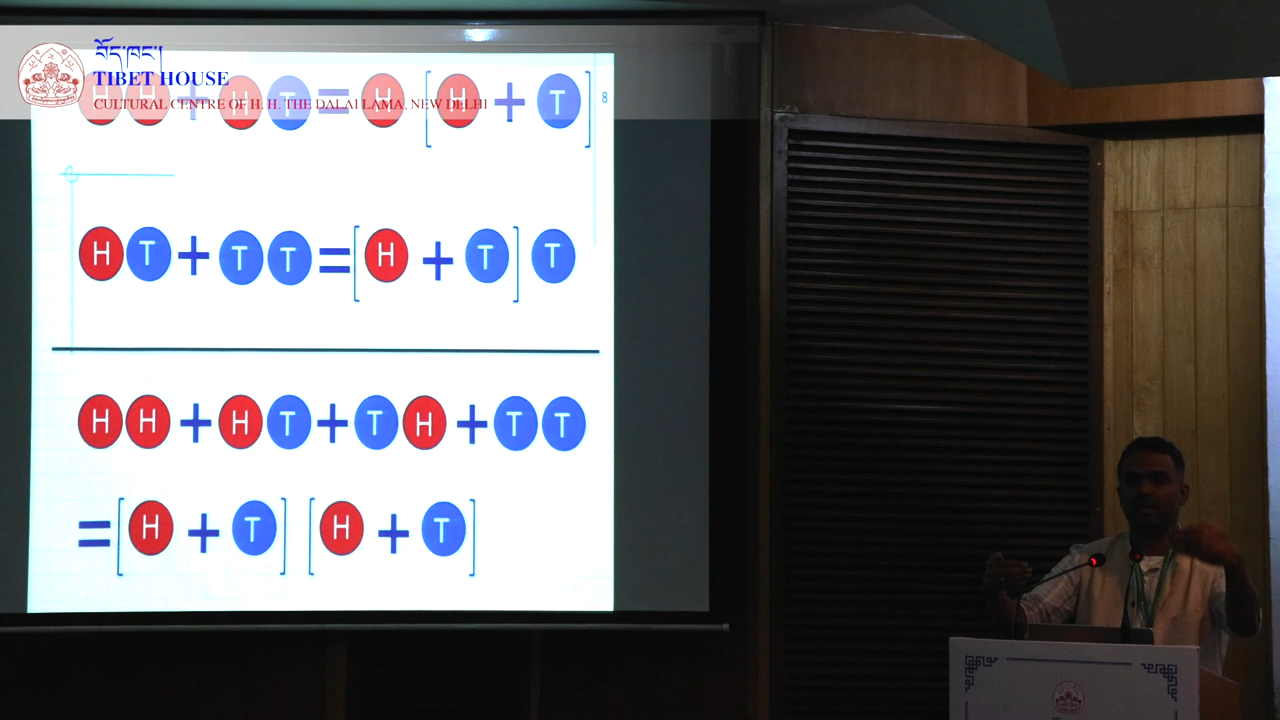 བོད་ཁང་།
TIBET HOUSE
CULTURAL CENTRE OF H. H. THE DALAI LAMA, NEW DELHI
H H + H T = H [ H + T ] 8
H T + T T = [ H + T ] T
H H + H T + T H + T T
= [ H + T ] [ H + T ]